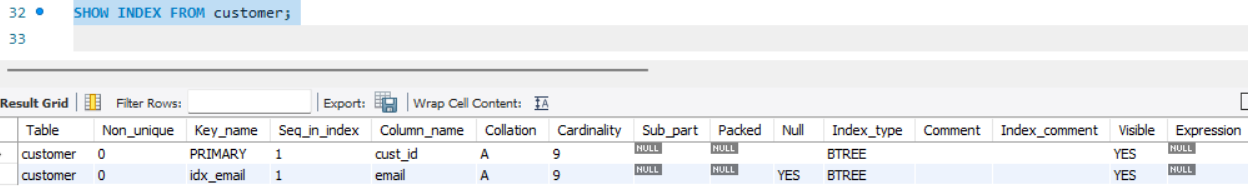 32 SHOW INDEX FROM customer;
33
Result Grid Filter Rows: Export: Wrap Cell Content: IA
Table Non_unique Key_name Seq_in_index Column_name Collation Cardinality Sub_part Packed Null Index_type Comment Index_comment Visible Expression
customer 0 PRIMARY 1 cust_id A 9 NULL NULL BTREE YES NULL
customer 0 idx_email 1 email A 9 NULL NULL YES BTREE YES NULL